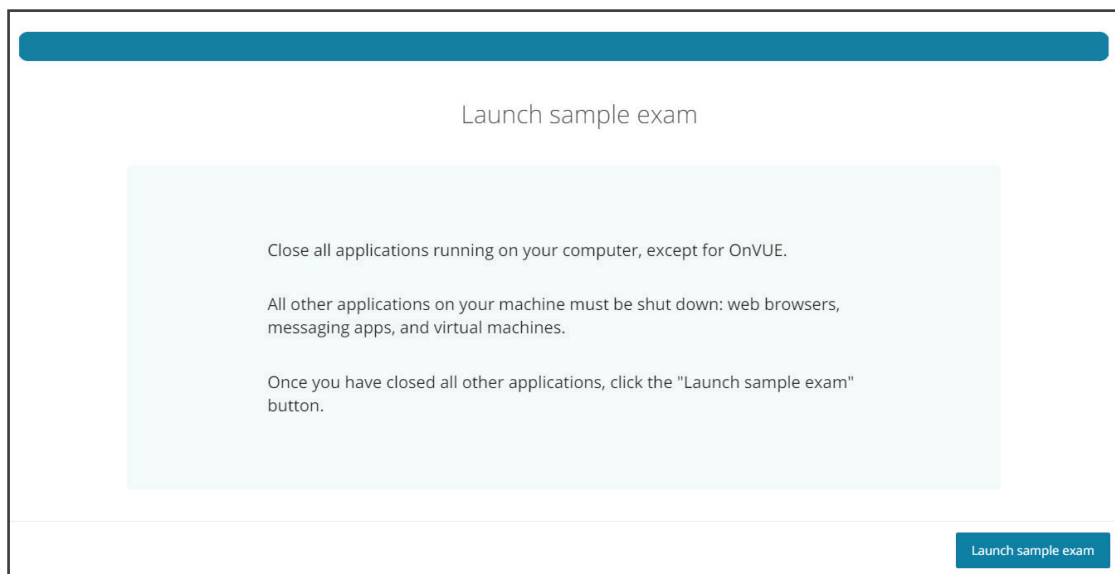 Launch sample exam
Close all applications running on your computer, except for OnVUE.
All other applications on your machine must be shut down: web browsers,
messaging apps, and virtual machines.
Once you have closed all other applications, click the "Launch sample exam"
button.
Launch sample exam